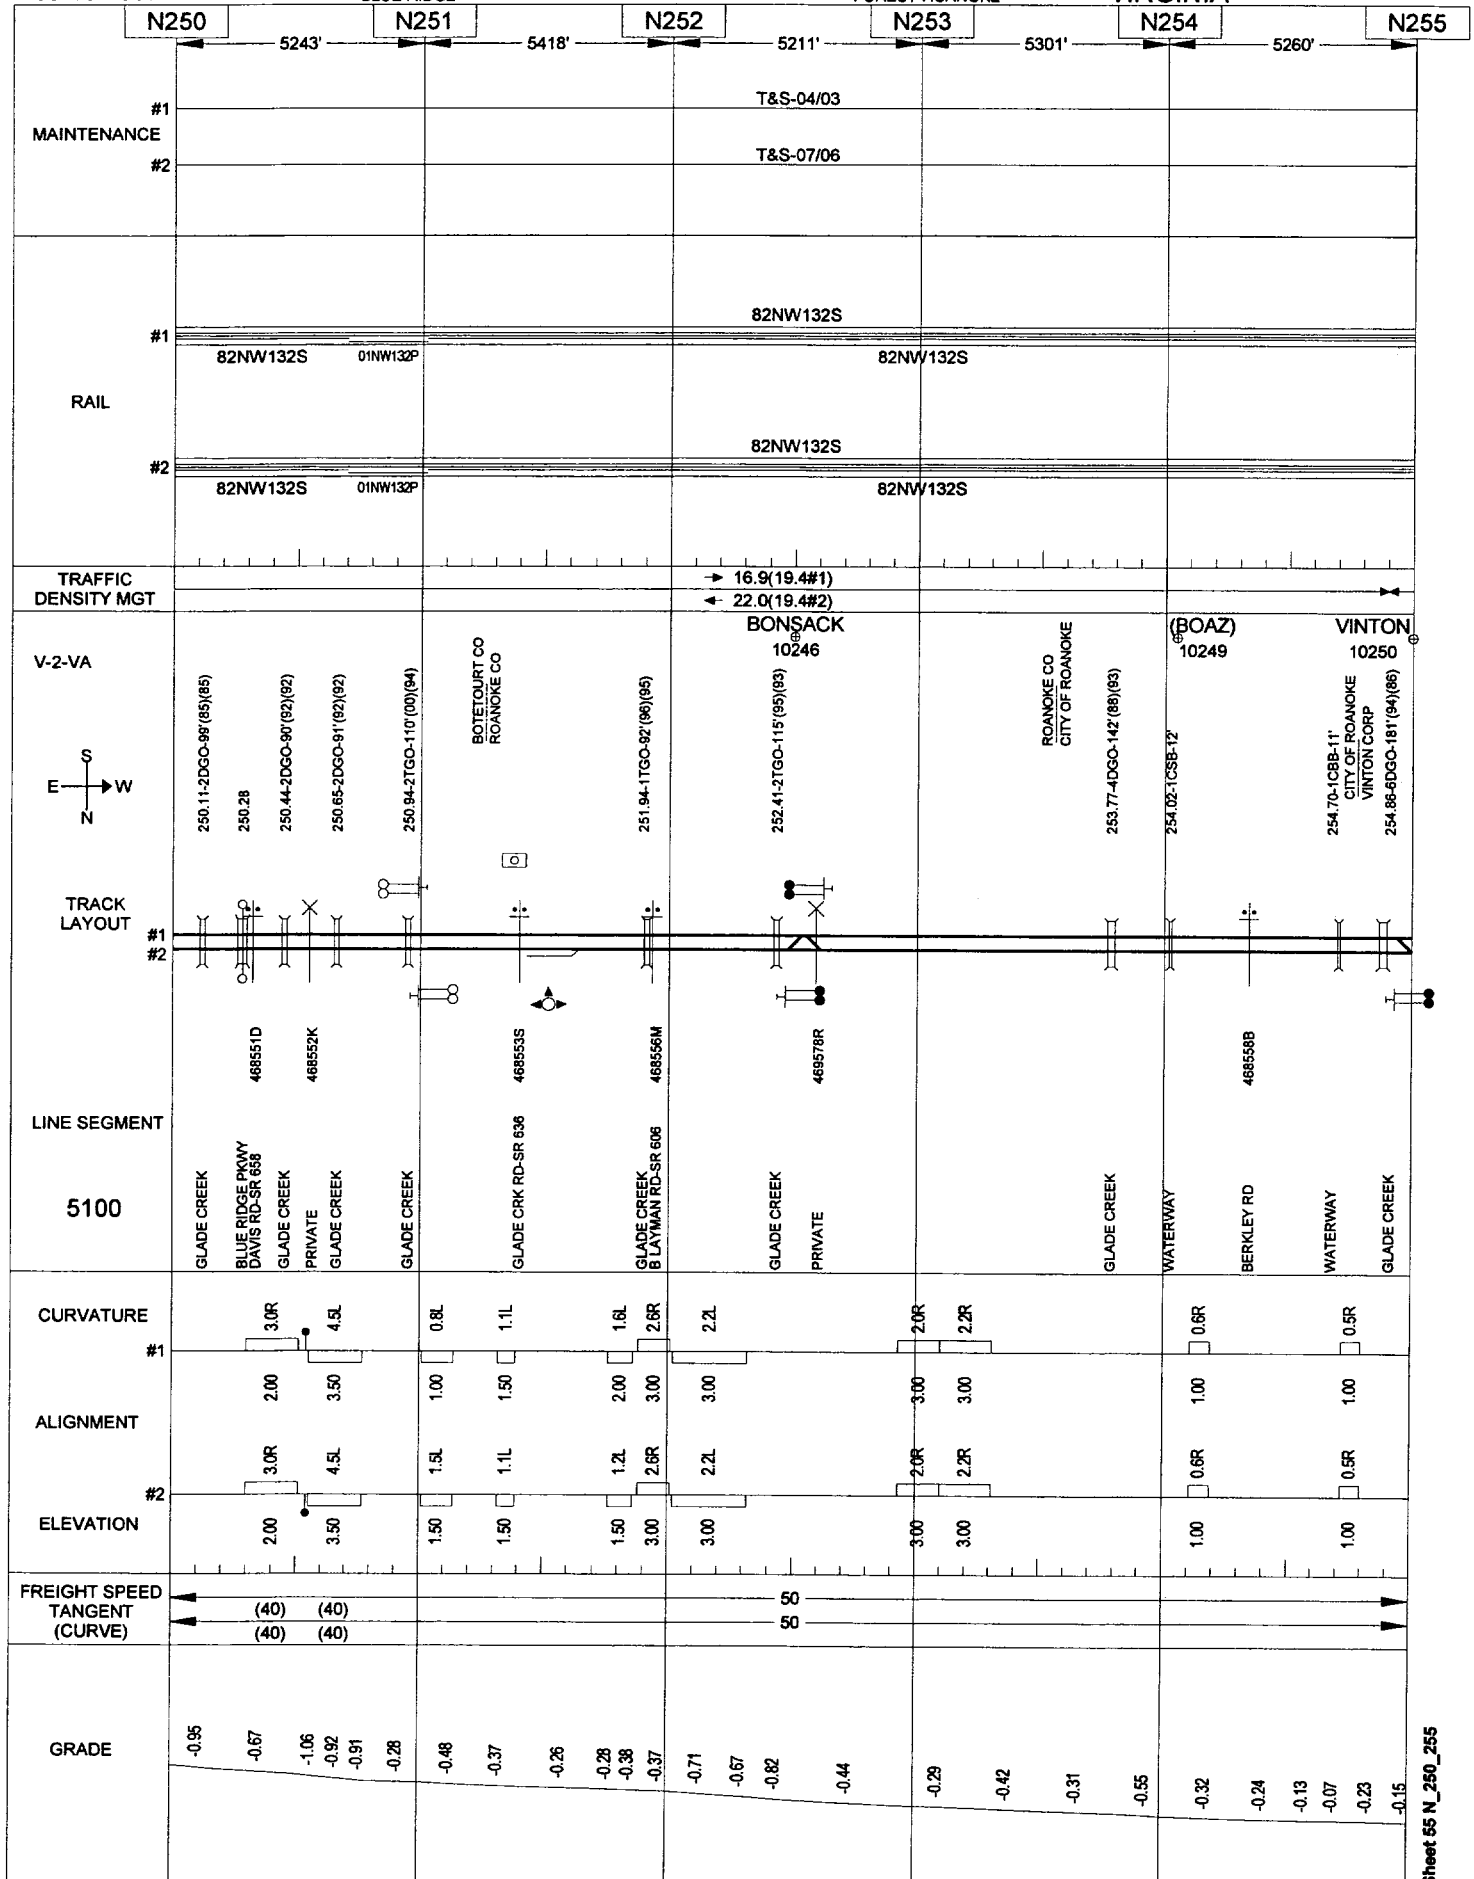 N250 N251 N252 N253 N254 N255
5243' 5418' 5211' 5301' 5260'
#1 T&S-04/03
MAINTENANCE
#2 T&S-07/06
82NW132S
#1
82NW132S 01NW132P 82NW132S
RAIL
82NW132S
#2
82NW132S 01NW132P 82NW132S
TRAFFIC
DENSITY MGT
16.9(19.4#1)
22.0(19.4#2)
BONSACK
10246
(BOAZ)
10249
VINTON
10250
V-2-VA
S
E W
N
250.11-2DGO-99'(85)(85)
250.28
250.44-2DGO-90'(92)(92)
250.65-2DGO-91'(92)(92)
250.94-2TGO-110'(00)(94)
BOTETOURT CO
ROANOKE CO
251.94-1TGO-92'(96)(95)
252.41-2TGO-115'(95)(93)
ROANOKE CO
CITY OF ROANOKE
253.77-4DGO-142'(88)(93)
254.02-1CSB-12'
254.70-1CBB-11'
CITY OF ROANOKE
VINTON CORP
254.86-6DGO-181'(94)(86)
TRACK
LAYOUT
#1
#2
468551D
468552K
468553S
468556M
469578R
468558B
LINE SEGMENT
5100
GLADE CREEK
BLUE RIDGE PKWY
DAVIS RD-SR 658
GLADE CREEK
PRIVATE
GLADE CREEK
GLADE CREEK
GLADE CRK RD-SR 636
GLADE CREEK
B LAYMAN RD-SR 606
GLADE CREEK
PRIVATE
GLADE CREEK
WATERWAY
BERKLEY RD
WATERWAY
GLADE CREEK
CURVATURE
3.0R 4.5L 0.8L 1.1L 1.6L 2.6R 2.2L 2.0R 2.2R 0.6R 0.5R
#1
2.00 3.50 1.00 1.50 2.00 3.00 3.00 3.00 3.00 1.00 1.00
ALIGNMENT
3.0R 4.5L 1.5L 1.1L 1.2L 2.6R 2.2L 2.0R 2.2R 0.6R 0.5R
#2
ELEVATION
2.00 3.50 1.50 1.50 1.50 3.00 3.00 3.00 3.00 1.00 1.00
FREIGHT SPEED
TANGENT
(CURVE)
50
(40) (40)
50
(40) (40)
GRADE
-0.95 -0.67 -1.06 -0.92 -0.91 -0.28 -0.48 -0.37 -0.26 -0.28 -0.38 -0.37 -0.71 -0.67 -0.82 -0.44 -0.29 -0.42 -0.31 -0.55 -0.32 -0.24 -0.13 -0.07 -0.23 -0.15
Sheet 55 N_250_255